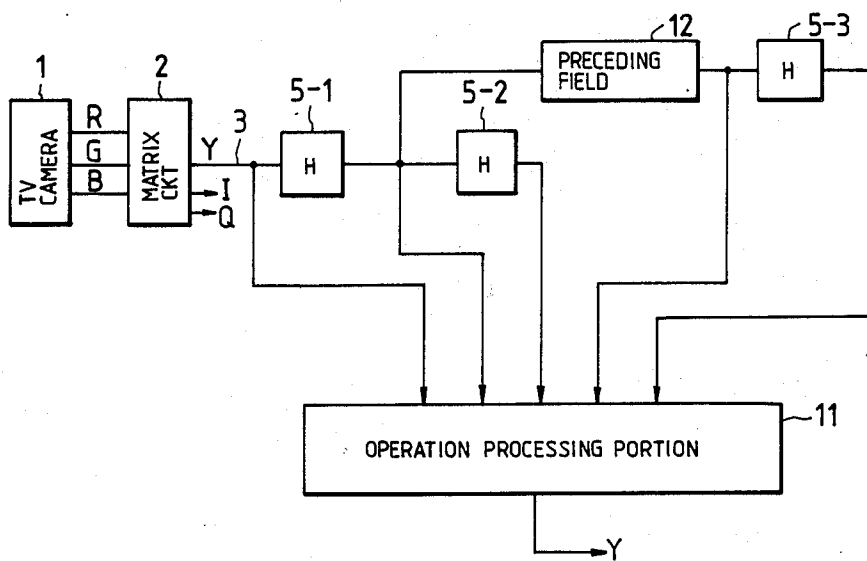 12
5-3
PRECEDING
FIELD
H
1
2
5-1
5-2
R
G
B
Y
3
I
Q
H
H
TV
CAMERA
MATRIX
CKT
11
OPERATION PROCESSING PORTION
Y